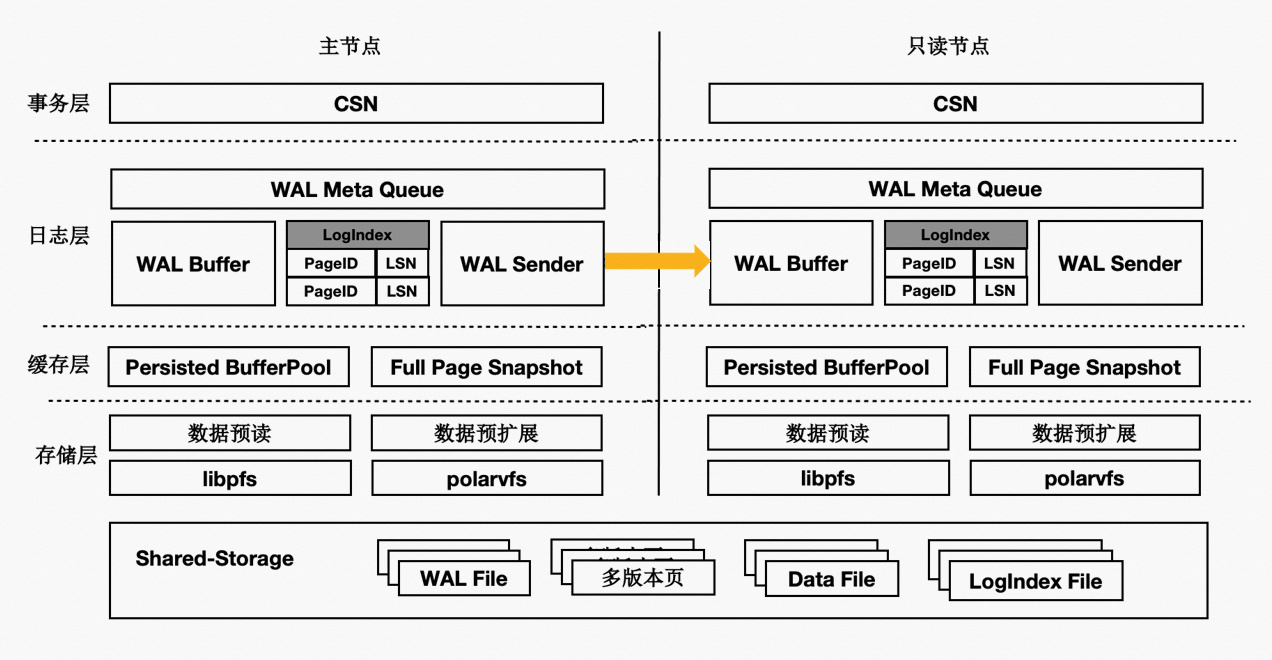 主节点
只读节点
事务层
CSN
CSN
WAL Meta Queue
WAL Meta Queue
日志层
WAL Buffer
LogIndex
PageID LSN
PageID LSN
WAL Sender
WAL Buffer
LogIndex
PageID LSN
PageID LSN
WAL Sender
缓存层
Persisted BufferPool
Full Page Snapshot
Persisted BufferPool
Full Page Snapshot
存储层
数据预读
数据预扩展
数据预读
数据预扩展
libpfs
polarvfs
libpfs
polarvfs
Shared-Storage
WAL File
多版本页
Data File
LogIndex File